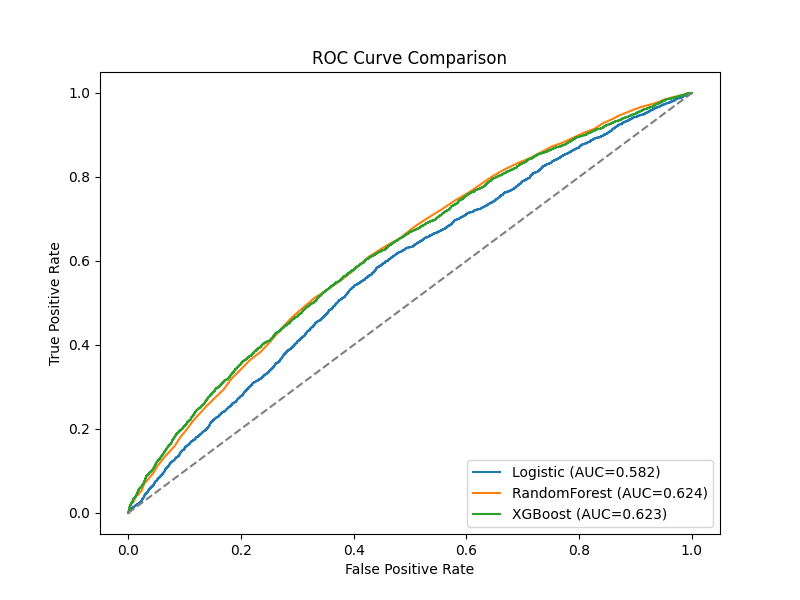 ROC Curve Comparison
True Positive Rate
1.0
0.8
0.6
0.4
0.2
0.0
Logistic (AUC=0.582)
RandomForest (AUC=0.624)
XGBoost (AUC=0.623)
0.0 0.2 0.4 0.6 0.8 1.0
False Positive Rate